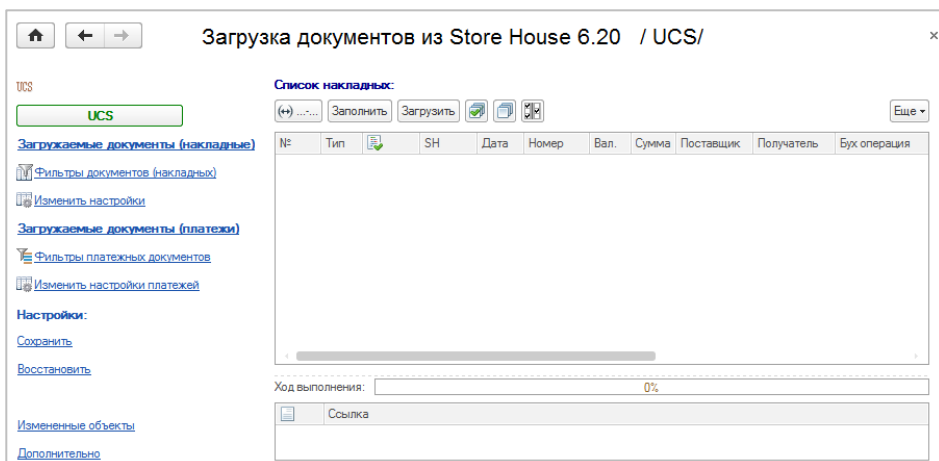 Загрузка документов из Store House 6.20 / UCS/
UCS
UCS
Загружаемые документы (накладные)
Фильтры документов (накладных)
Изменить настройки
Загружаемые документы (платежи)
Фильтры платежных документов
Изменить настройки платежей
Настройки:
Сохранить
Восстановить
Измененные объекты
Дополнительно
Список накладных:
(↔) ...-... Заполнить Загрузить Еще
№ Тип SH Дата Номер Вал. Сумма Поставщик Получатель Бух операция
Ход выполнения: 0%
Ссылка